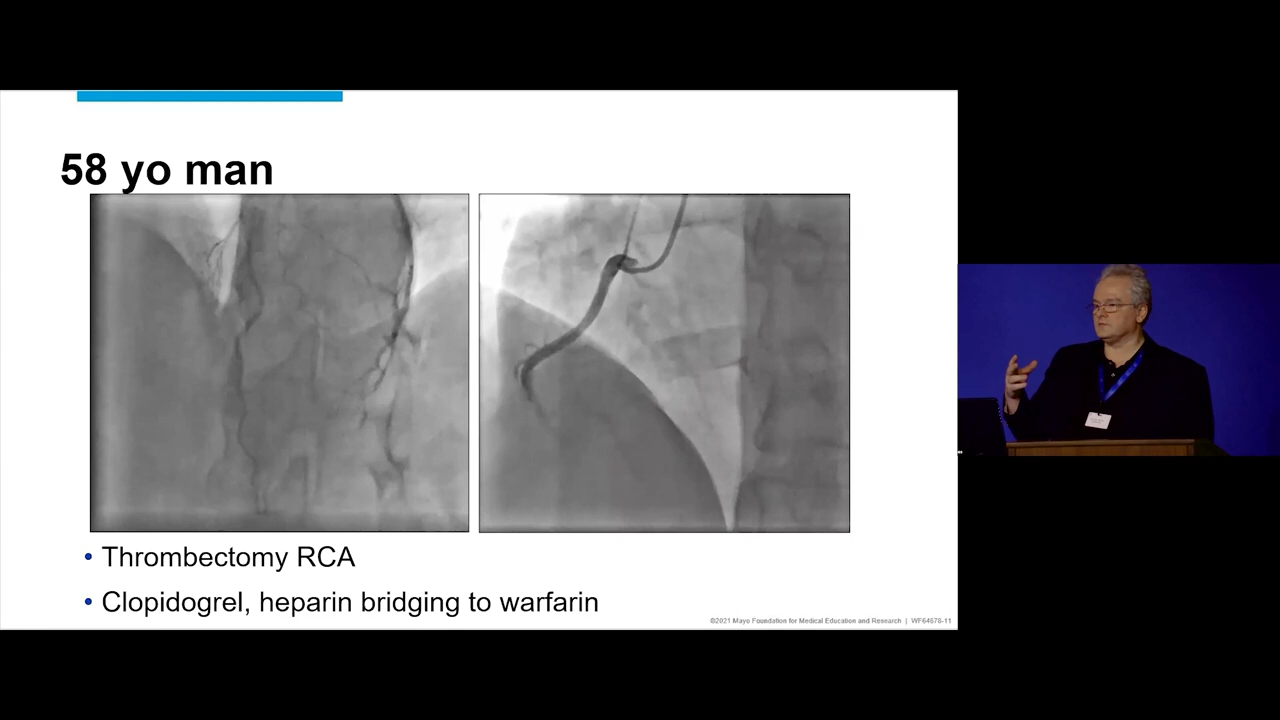 58 yo man
• Thrombectomy RCA
• Clopidogrel, heparin bridging to warfarin
©2021 Mayo Foundation for Medical Education and Research | WF64678-11